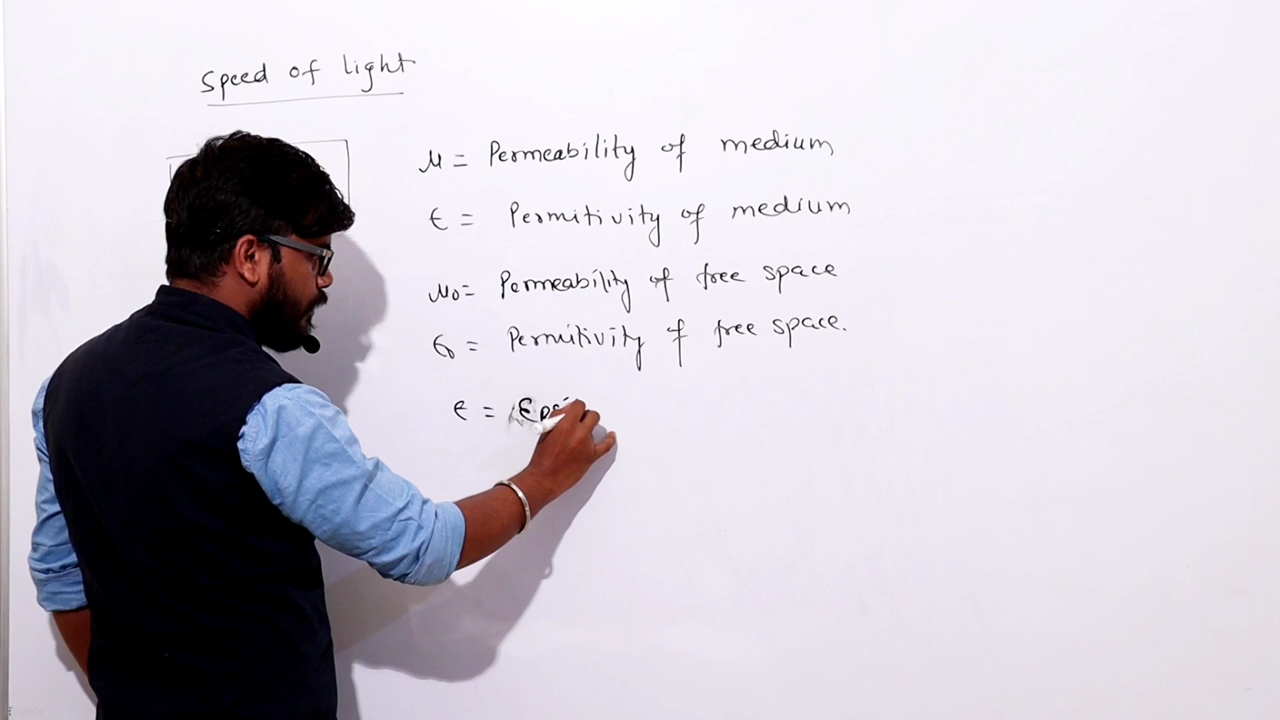 Speed of light
μ = Permeability of medium
ϵ = Permitivity of medium
μ₀ = Permeability of free space
ϵ₀ = Permitivity of free space.
ϵ = Epsi